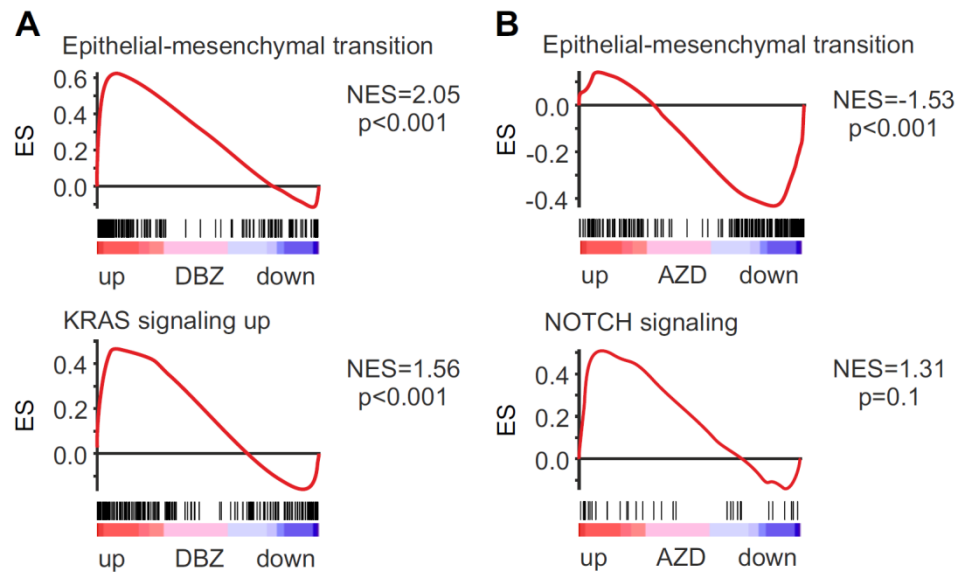 A
Epithelial-mesenchymal transition
0.6
0.4
0.2
0.0
ES
NES=2.05
p<0.001
up DBZ down
KRAS signaling up
0.4
0.2
0.0
ES
NES=1.56
p<0.001
up DBZ down
B
Epithelial-mesenchymal transition
0.0
-0.2
-0.4
ES
NES=-1.53
p<0.001
up AZD down
NOTCH signaling
0.4
0.2
0.0
ES
NES=1.31
p=0.1
up AZD down